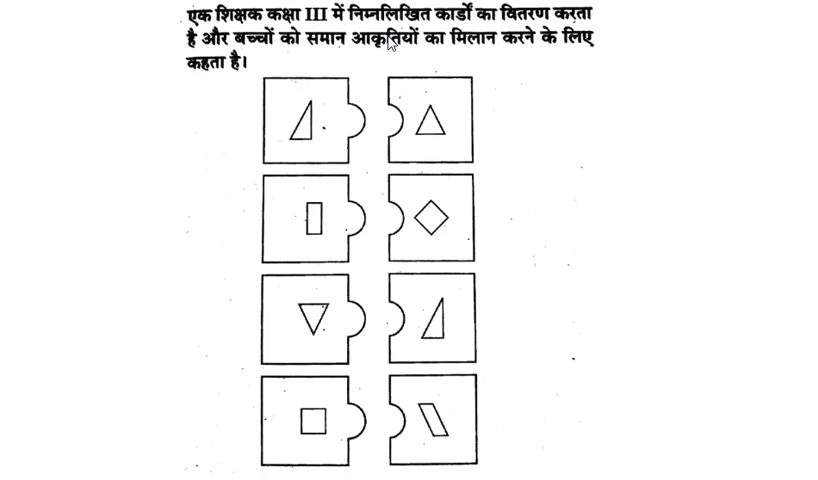 एक शिक्षक कक्षा III में निम्नलिखित कार्डों का वितरण करता
है और बच्चों को समान आकृतियों का मिलान करने के लिए
कहता है।